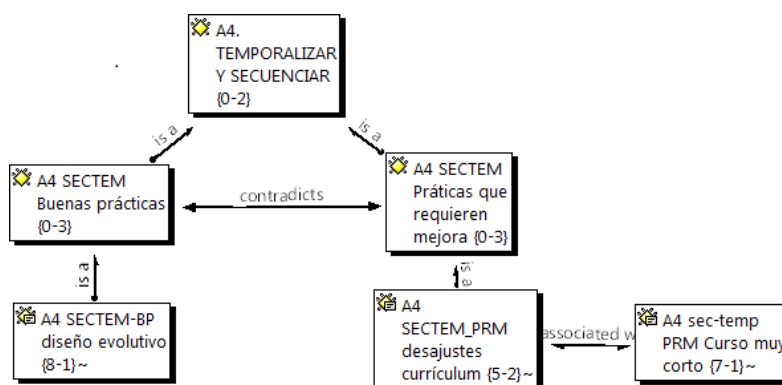 A4.
TEMPORALIZAR
Y SECUENCIAR
{0-2}
is a
is a
A4 SECTEM
Buenas prácticas
{0-3}
contradicts
A4 SECTEM
Práticas que
requieren
mejora {0-3}
is a
is a
A4 SECTEM-BP
diseño evolutivo
{8-1}~
A4
SECTEM_PRM
desajustes
currículum {5-2}~
associated w
A4 sec-temp
PRM Curso muy
corto {7-1}~